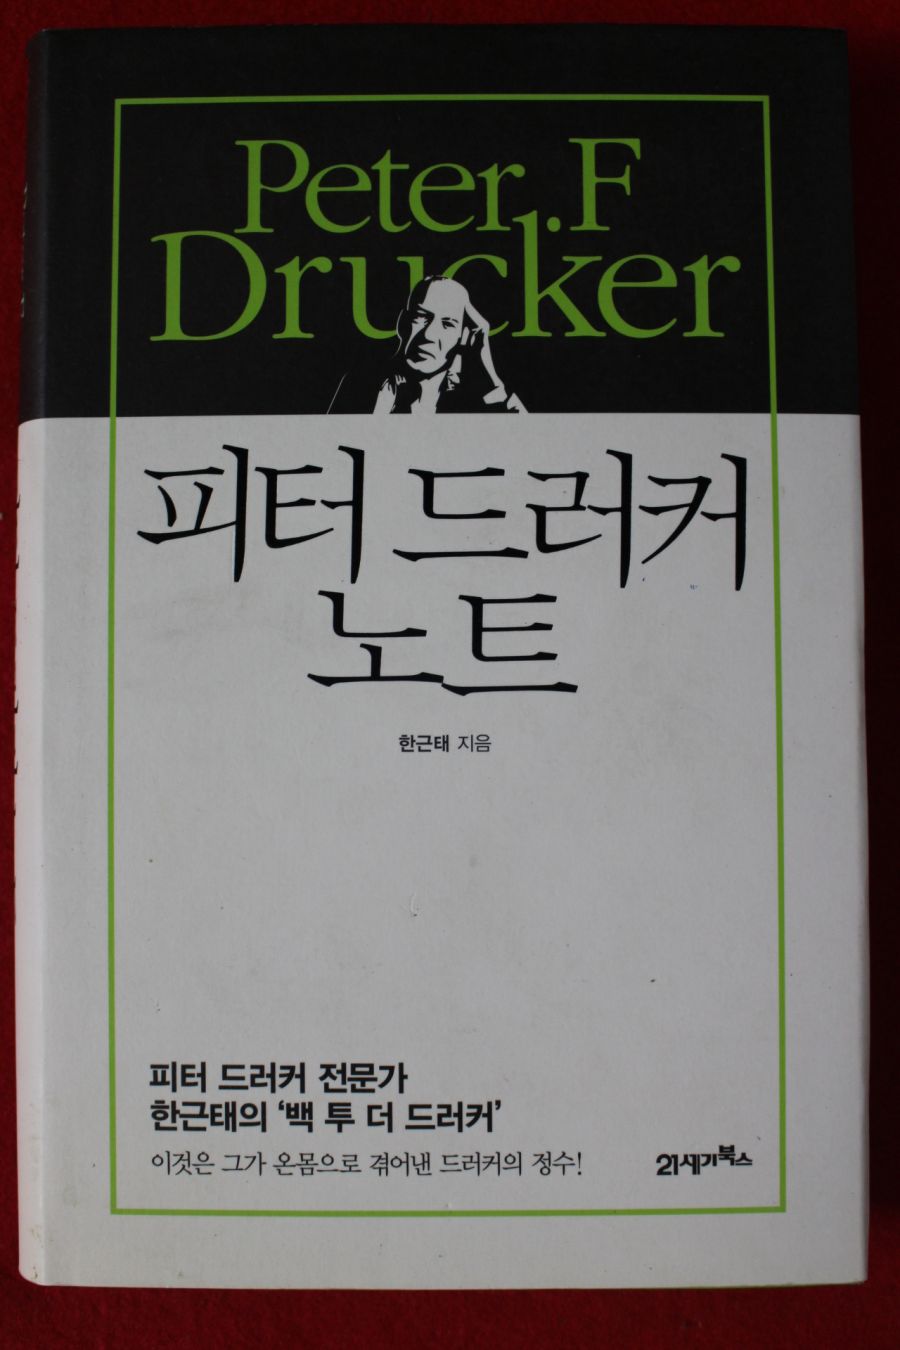 Peter.F
Drucker
피터 드러커
노트
한근태 지음
피터 드러커 전문가
한근태의 ‘백 투 더 드러커’
이것은 그가 온몸으로 겪어낸 드러커의 정수!
21세기북스